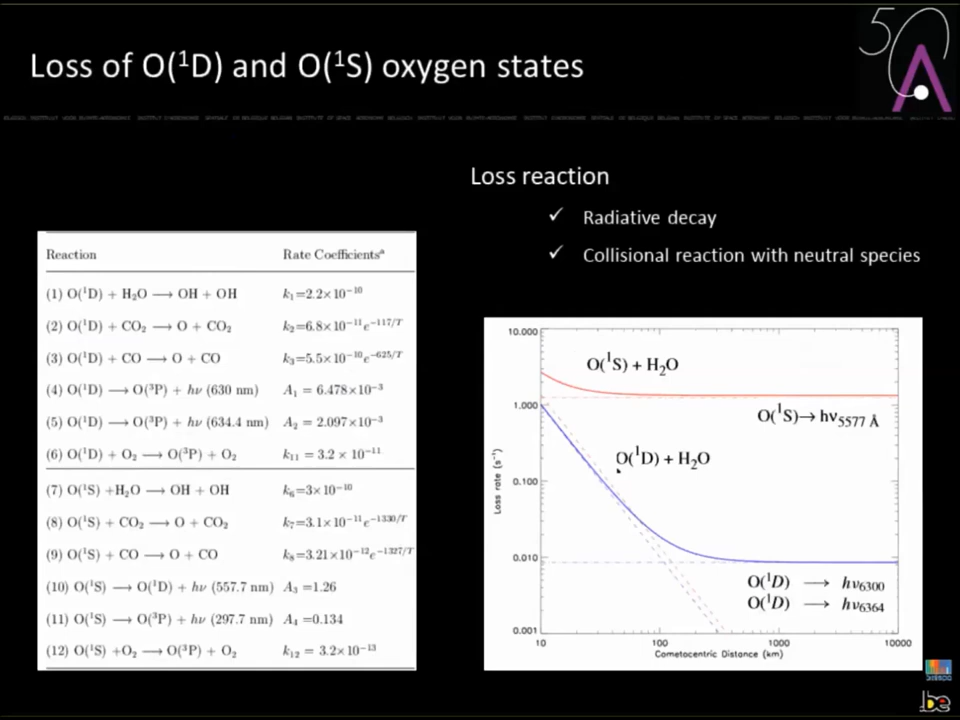 Loss of O(¹D) and O(¹S) oxygen states
50
Loss reaction
✓ Radiative decay
✓ Collisional reaction with neutral species
Reaction Rate Coefficientsᵃ
(1) O(¹D) + H₂O ⟶ OH + OH k₁=2.2×10⁻¹⁰
(2) O(¹D) + CO₂ ⟶ O + CO₂ k₂=6.8×10⁻¹¹e⁻¹¹⁷/ᵀ
(3) O(¹D) + CO ⟶ O + CO k₃=5.5×10⁻¹⁰e⁻⁶²⁵/ᵀ
(4) O(¹D) ⟶ O(³P) + hν (630 nm) A₁ = 6.478×10⁻³
(5) O(¹D) ⟶ O(³P) + hν (634.4 nm) A₂ = 2.097×10⁻³
(6) O(¹D) + O₂ ⟶ O(³P) + O₂ k₁₁ = 3.2 × 10⁻¹¹
(7) O(¹S) +H₂O ⟶ OH + OH k₆=3×10⁻¹⁰
(8) O(¹S) + CO₂ ⟶ O + CO₂ k₇=3.1×10⁻¹¹e⁻¹³³⁰/ᵀ
(9) O(¹S) + CO ⟶ O + CO k₈=3.21×10⁻¹²e⁻¹³²⁷/ᵀ
(10) O(¹S) ⟶ O(¹D) + hν (557.7 nm) A₃ =1.26
(11) O(¹S) ⟶ O(³P) + hν (297.7 nm) A₄ =0.134
(12) O(¹S) +O₂ ⟶ O(³P) + O₂ k₁₂ = 3.2×10⁻¹³
10.000
1.000
0.100
0.010
0.001
Loss rate (s⁻¹)
O(¹S) + H₂O
O(¹S)→ hν5577 Å
O(¹D) + H₂O
O(¹D) ⟶ hν6300
O(¹D) ⟶ hν6364
10 100 1000 10000
Cometocentric Distance (km)
.be